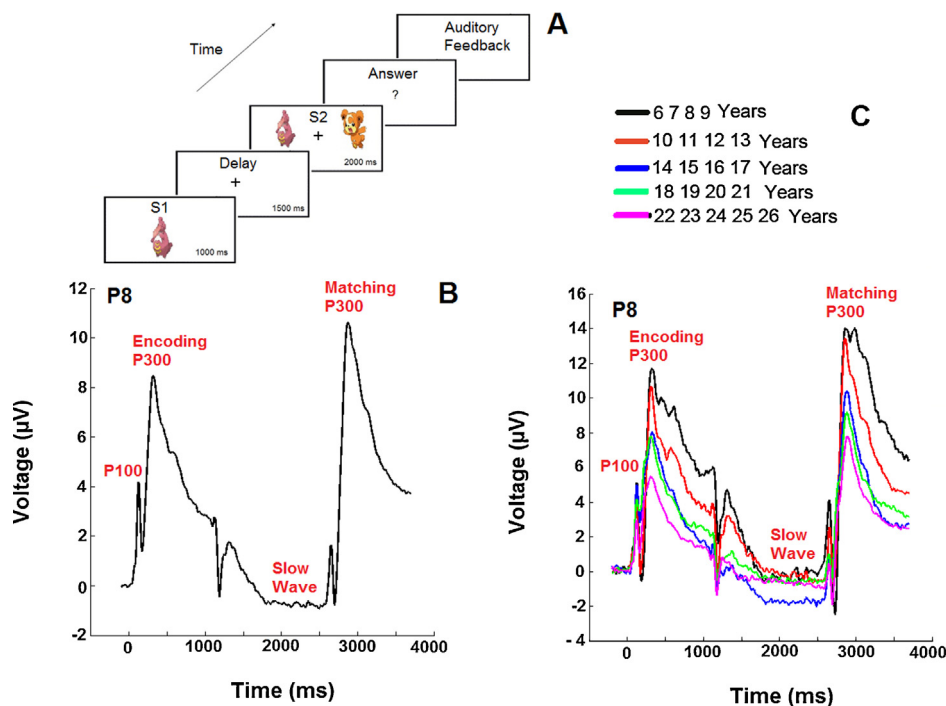 A
Auditory
Feedback
Time
Answer
?
S2
+
2000 ms
Delay
+
1500 ms
S1
1000 ms
C
6 7 8 9 Years
10 11 12 13 Years
14 15 16 17 Years
18 19 20 21 Years
22 23 24 25 26 Years
B
P8
Encoding
P300
Matching
P300
P100
Slow
Wave
Voltage (µV)
12
10
8
6
4
2
0
-2
0 1000 2000 3000 4000
Time (ms)
P8
Encoding
P300
Matching
P300
P100
Slow
Wave
Voltage (µV)
16
14
12
10
8
6
4
2
0
-2
- 4
0 1000 2000 3000 4000
Time (ms)